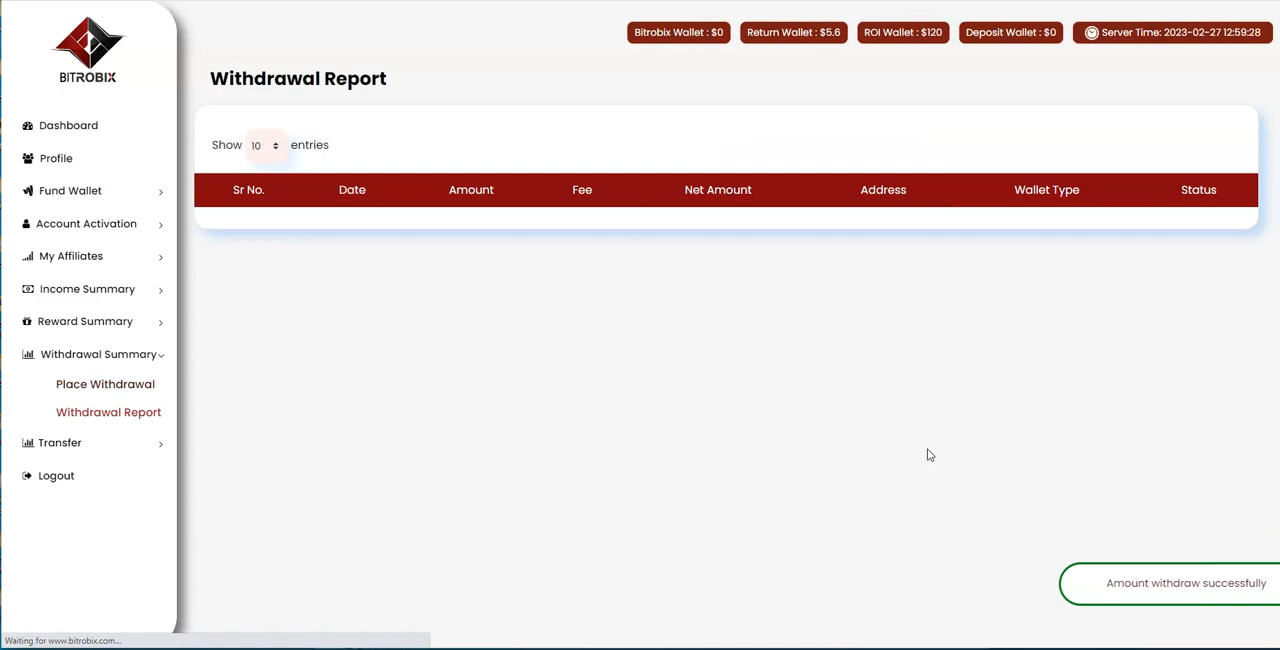 Bitrobix Wallet : $0 Return Wallet : $5.6 ROI Wallet : $120 Deposit Wallet : $0 Server Time: 2023-02-27 12:59:28
BITROBIX
Withdrawal Report
Dashboard
Profile
Fund Wallet
Account Activation
My Affiliates
Income Summary
Reward Summary
Withdrawal Summary
Place Withdrawal
Withdrawal Report
Transfer
Logout
Show 10 entries
Sr No. Date Amount Fee Net Amount Address Wallet Type Status
Amount withdraw successfully
Waiting for www.bitrobix.com...